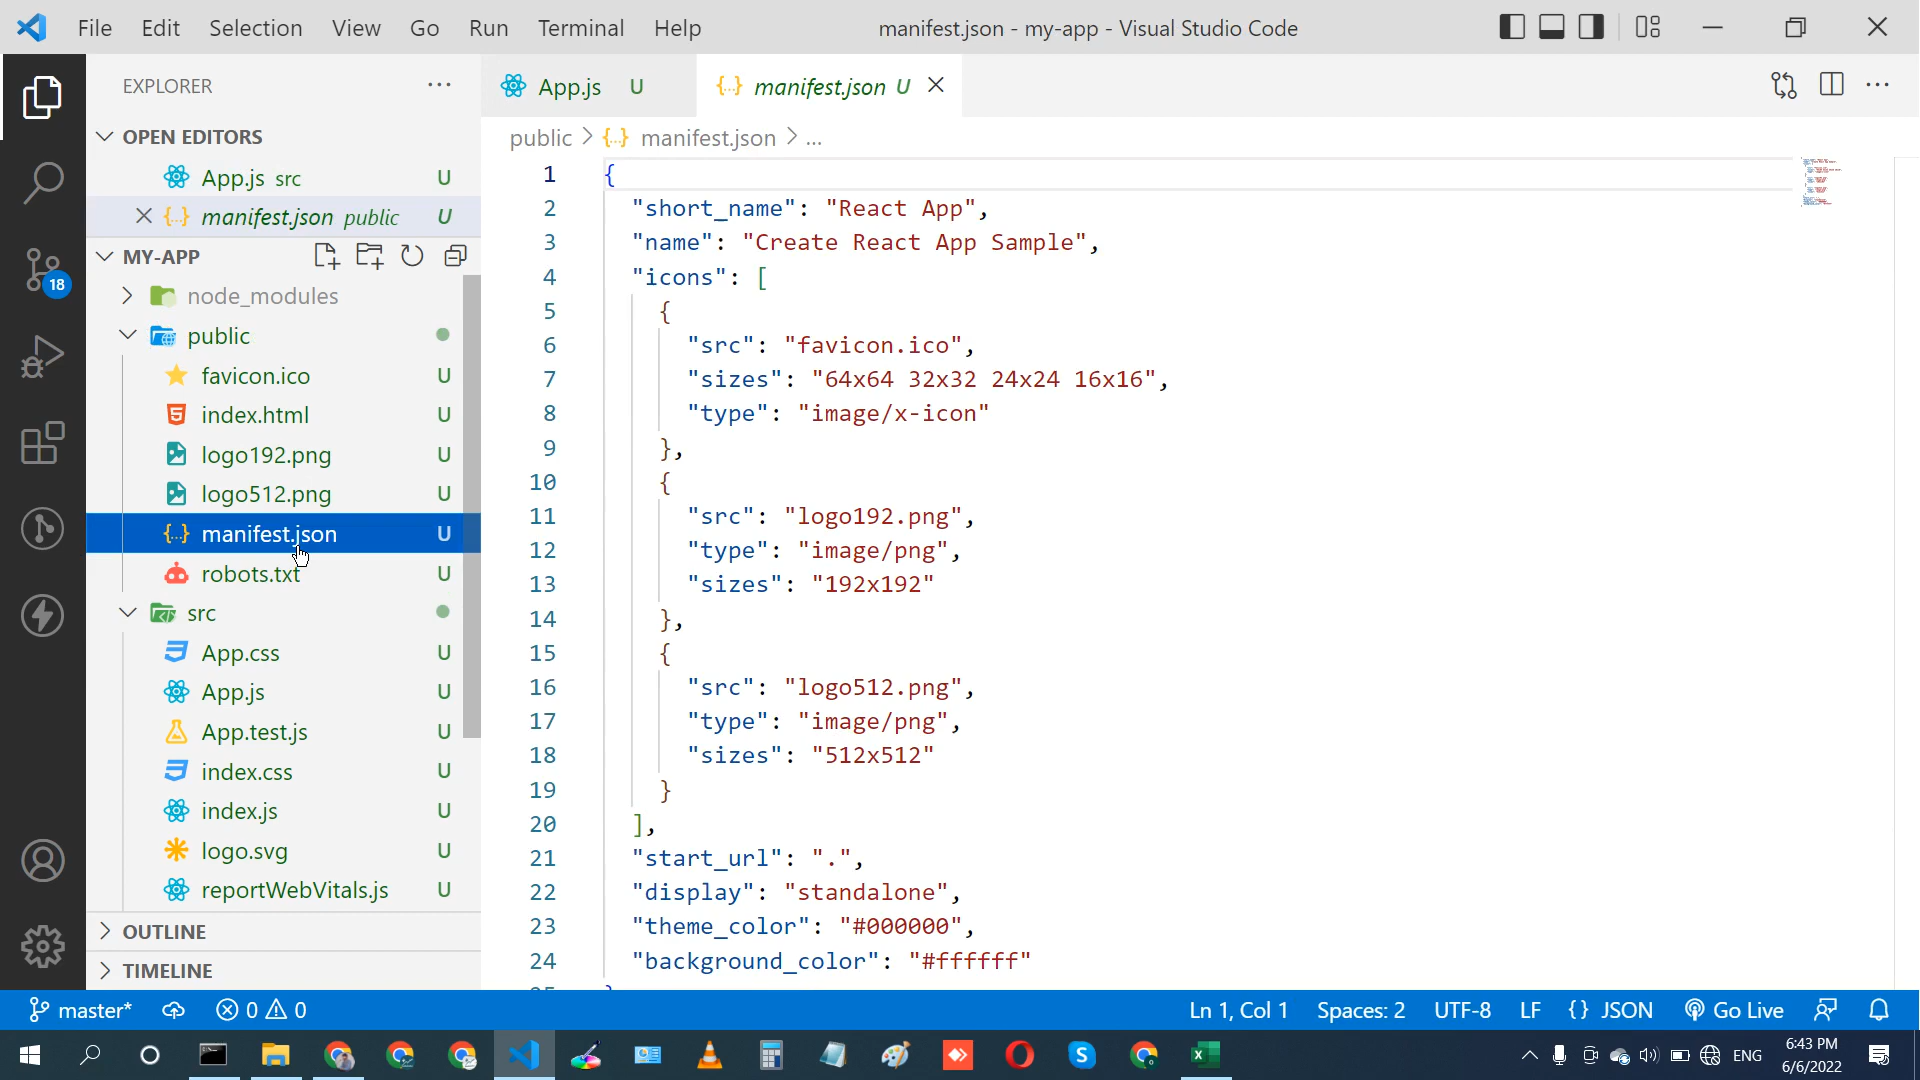 File Edit Selection View Go Run Terminal Help
manifest.json - my-app - Visual Studio Code
EXPLORER
OPEN EDITORS
App.js src U
manifest.json public U
MY-APP
node_modules
public
favicon.ico U
index.html U
logo192.png U
logo512.png U
manifest.json U
robots.txt U
src
App.css U
App.js U
App.test.js U
index.css U
index.js U
logo.svg U
reportWebVitals.js U
OUTLINE
TIMELINE
18
App.js U
manifest.json U
public > {..} manifest.json > ...
1 {
2 "short_name": "React App",
3 "name": "Create React App Sample",
4 "icons": [
5 {
6 "src": "favicon.ico",
7 "sizes": "64x64 32x32 24x24 16x16",
8 "type": "image/x-icon"
9 },
10 {
11 "src": "logo192.png",
12 "type": "image/png",
13 "sizes": "192x192"
14 },
15 {
16 "src": "logo512.png",
17 "type": "image/png",
18 "sizes": "512x512"
19 }
20 ],
21 "start_url": ".",
22 "display": "standalone",
23 "theme_color": "#000000",
24 "background_color": "#ffffff"
master* 0 0
Ln 1, Col 1 Spaces: 2 UTF-8 LF {} JSON Go Live
ENG
6:43 PM
6/6/2022